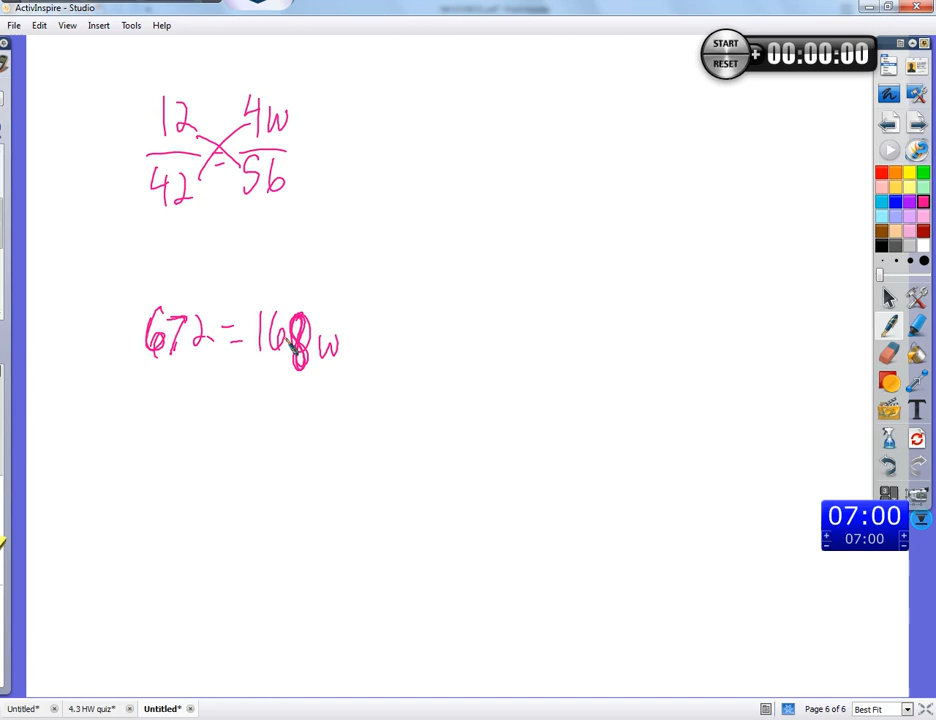 ActivInspire - Studio
File Edit View Insert Tools Help
START
RESET
+ 00:00:00
12 4w
=
42 56
672 = 168w
07:00
+ 07:00 +
Untitled* 4.3 HW quiz* Untitled* Page 6 of 6 Best Fit